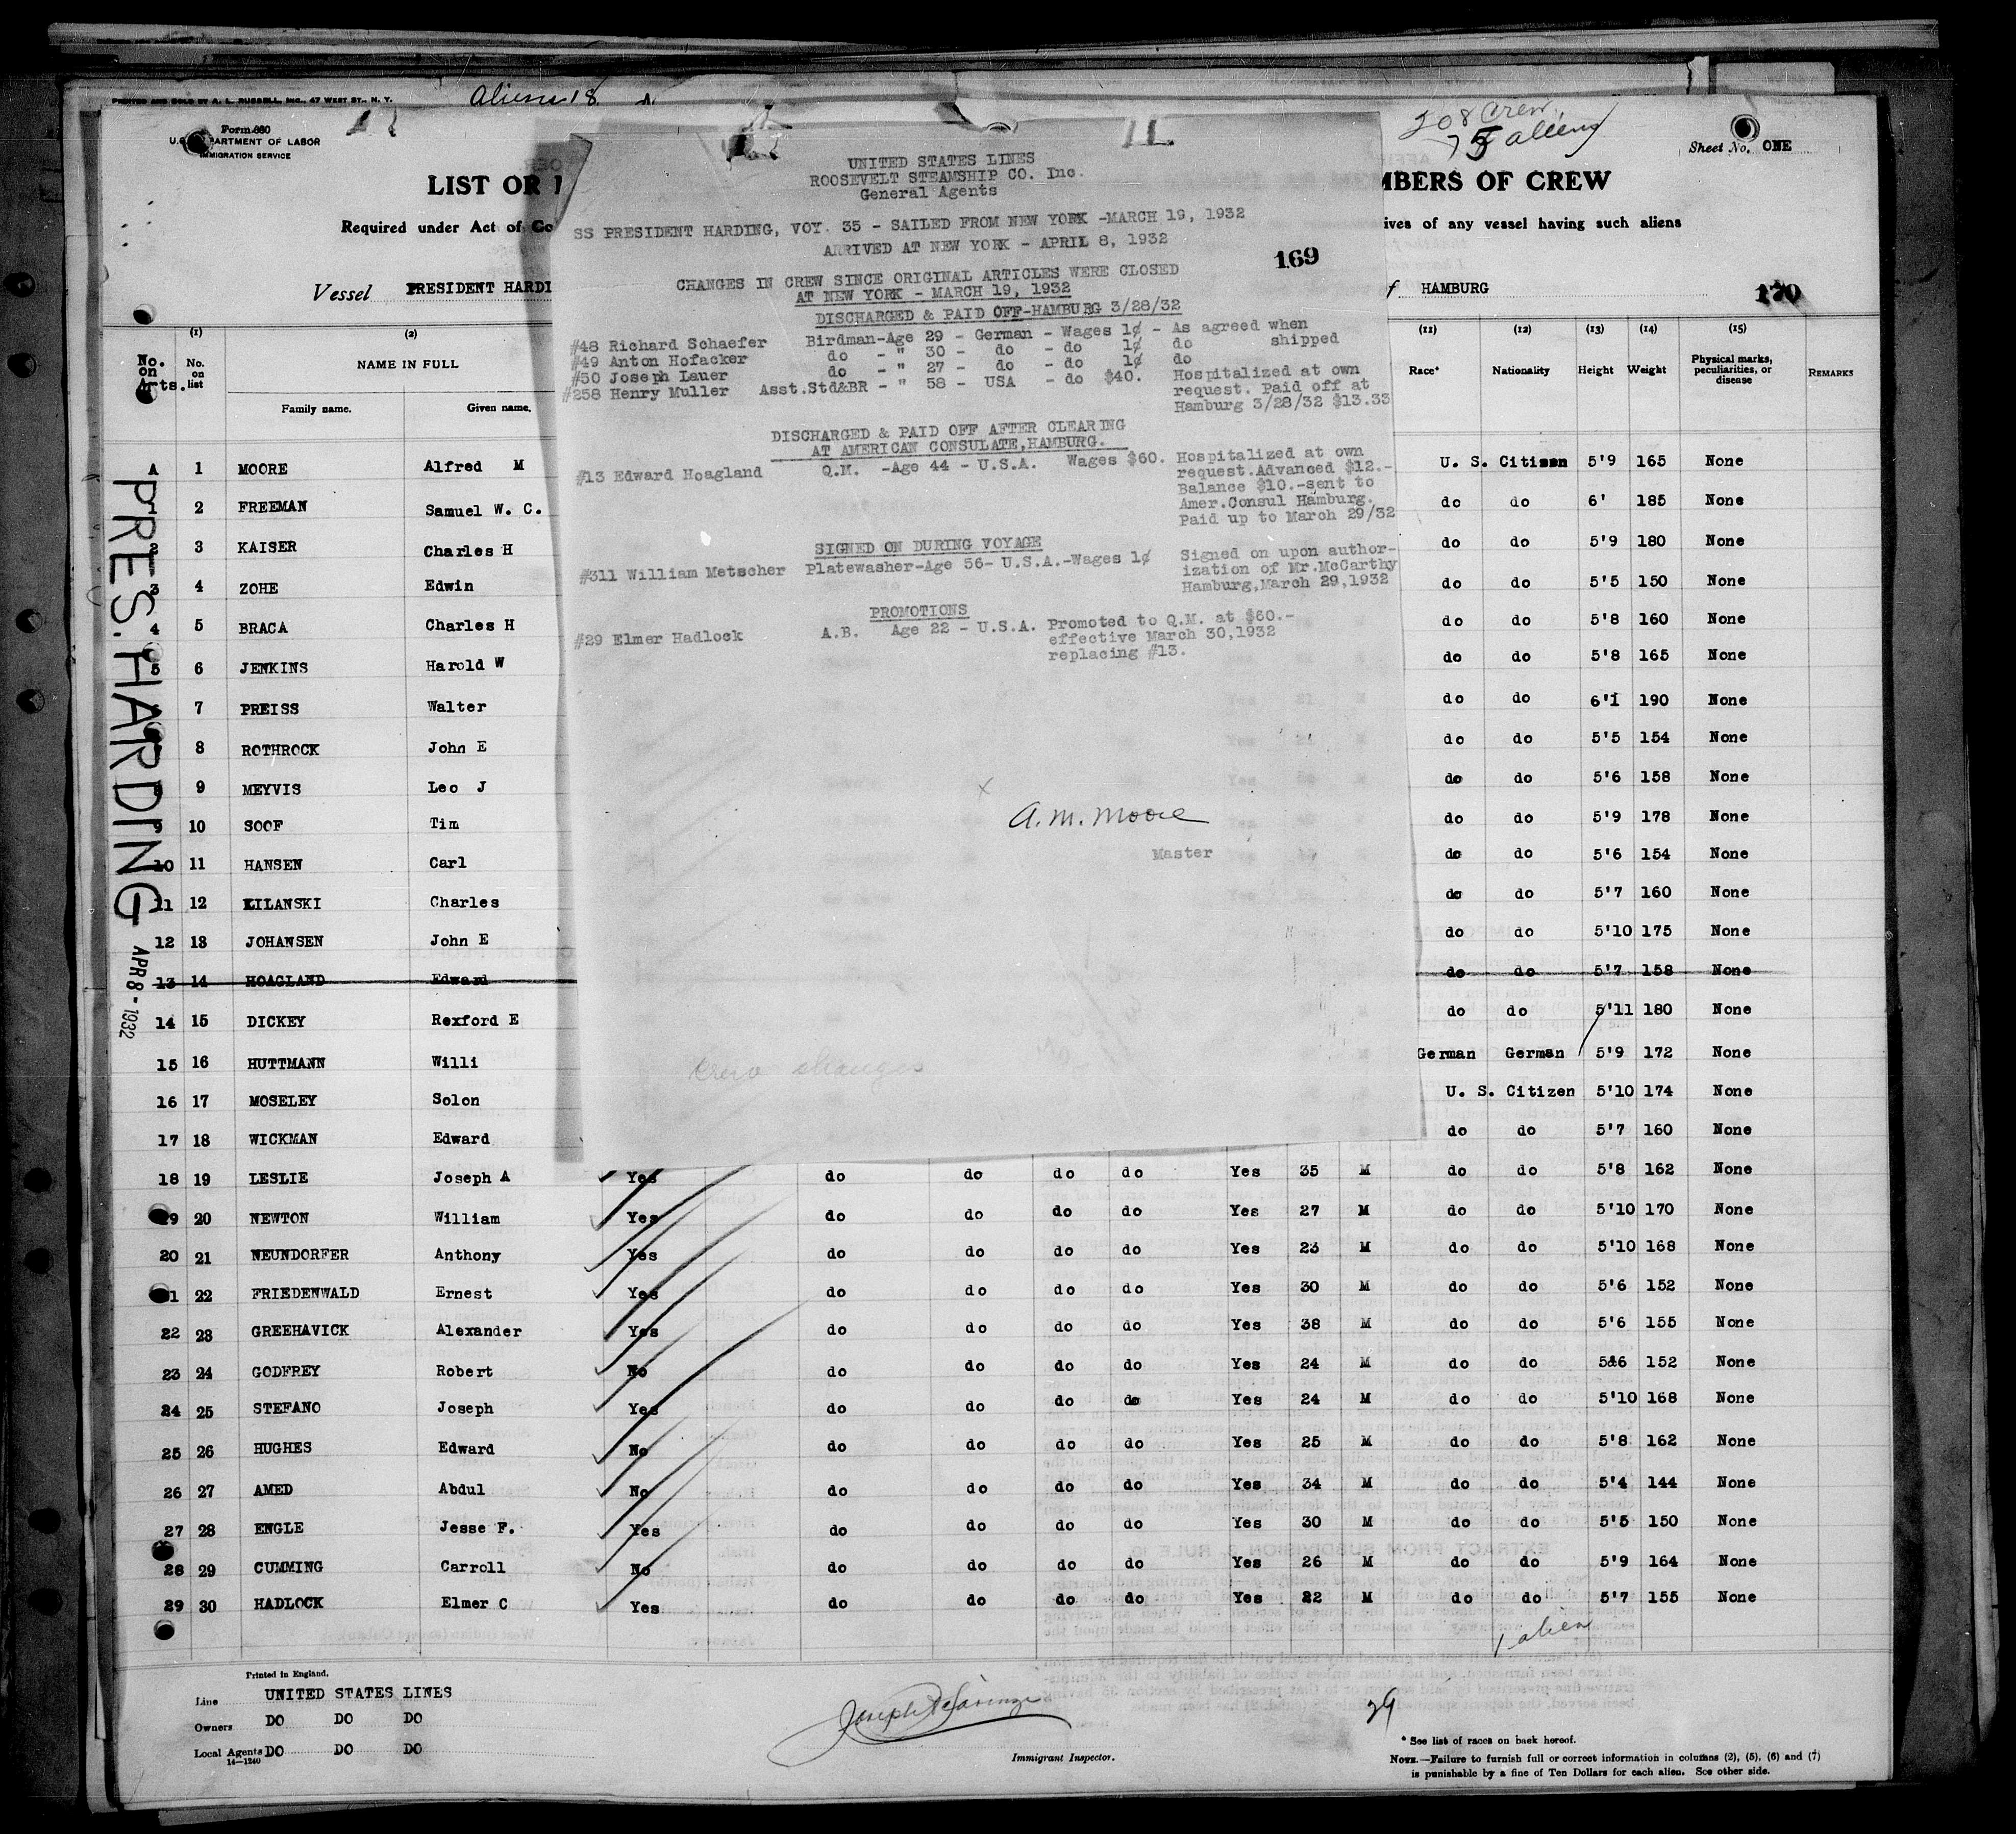 PRINTED AND SOLD BY A. L. RUSSELL, INC., 47 WEST ST., N. Y.
Aliens 18
208 Crew
75 aliens
Form 680
U.S. DEPARTMENT OF LABOR
IMMIGRATION SERVICE
Sheet No. ONE
LIST OR
MBERS OF CREW
Required under Act of Co
ives of any vessel having such aliens
Vessel PRESIDENT HARDI
f HAMBURG
170
UNITED STATES LINES
ROOSEVELT STEAMSHIP CO. Inc.
General Agents
SS PRESIDENT HARDING, VOY. 35 - SAILED FROM NEW YORK -MARCH 19, 1932
ARRIVED AT NEW YORK - APRIL 8, 1932
169
CHANGES IN CREW SINCE ORIGINAL ARTICLES WERE CLOSED
AT NEW YORK - MARCH 19, 1932
DISCHARGED & PAID OFF-HAMBURG 3/28/32
#48 Richard Schaefer Birdman-Age 29 - German - Wages 1¢ - As agreed when
shipped
#49 Anton Hofacker do - " 30 - do - do 1¢ do
#50 Joseph Lauer do - " 27 - do - do 1¢ do
#258 Henry Muller Asst.Std&BR - " 58 - USA - do $40. Hospitalized at own
request. Paid off at
Hamburg 3/28/32 $13.33
DISCHARGED & PAID OFF AFTER CLEARING
AT AMERICAN CONSULATE,HAMBURG.
#13 Edward Hoagland Q.M. -Age 44 - U.S.A. Wages $60. Hospitalized at own
request.Advanced $12.-
Balance $10.-sent to
Amer.Consul Hamburg.
Paid up to March 29/32
SIGNED ON DURING VOYAGE
#311 William Metscher Platewasher-Age 56- U.S.A.-Wages 1¢ Signed on upon author-
ization of Mr.McCarthy
Hamburg,March 29,1932
PROMOTIONS
#29 Elmer Hadlock A.B. Age 22 - U.S.A. Promoted to Q.M. at $60.-
effective March 30,1932
replacing #13.
A. M. Moore
Master
Crew changes
PRES. HARDING APR 8 - 1932
(1) (2) (11) (12) (13) (14) (15)
No. on Arts. No. on list NAME IN FULL Race* Nationality Height Weight Physical marks, peculiarities, or disease REMARKS
Family name. Given name.
A 1 MOORE Alfred M U. S. Citizen 5'9 165 None
2 FREEMAN Samuel W. C. do do 6' 185 None
2 3 KAISER Charles H do do 5'9 180 None
3 4 ZOHE Edwin do do 5'5 150 None
4 5 BRACA Charles H do do 5'8 160 None
5 6 JENKINS Harold W do do 5'8 165 None
7 PREISS Walter do do 6'1 190 None
8 ROTHROCK John E do do 5'5 154 None
8 9 MEYVIS Leo J do do 5'6 158 None
9 10 SOOF Tim do do 5'9 178 None
10 11 HANSEN Carl do do 5'6 154 None
11 12 KILANSKI Charles do do 5'7 160 None
12 13 JOHANSEN John E do do 5'10 175 None
13 14 HOAGLAND Edward do do 5'7 158 None
14 15 DICKEY Rexford E do do 5'11 180 None
15 16 HUTTMANN Willi German German 5'9 172 None
16 17 MOSELEY Solon U. S. Citizen 5'10 174 None
17 18 WICKMAN Edward do do 5'7 160 None
18 19 LESLIE Joseph A Yes do do do do Yes 35 M do do 5'8 162 None
19 20 NEWTON William Yes do do do do Yes 27 M do do 5'10 170 None
20 21 NEUNDORFER Anthony Yes do do do do Yes 23 M do do 5'10 168 None
1 22 FRIEDENWALD Ernest Yes do do do do Yes 30 M do do 5'6 152 None
22 23 GREEHAVICK Alexander Yes do do do do Yes 38 M do do 5'6 155 None
23 24 GODFREY Robert No do do do do Yes 24 M do do 5&6 152 None
24 25 STEFANO Joseph Yes do do do do Yes 24 M do do 5'10 168 None
25 26 HUGHES Edward No do do do do Yes 25 M do do 5'8 162 None
26 27 AMED Abdul No do do do do Yes 34 M do do 5'4 144 None
27 28 ENGLE Jesse F. Yes do do do do Yes 30 M do do 5'5 150 None
28 29 CUMMING Carroll No do do do do Yes 26 M do do 5'9 164 None
29 30 HADLOCK Elmer C Yes do do do do Yes 22 M do do 5'7 155 None
1 alien
Printed in England.
Line UNITED STATES LINES
Owners DO DO DO
Local Agents DO DO DO
14-1240
Immigrant Inspector.
29
* See list of races on back hereof.
NOTE.—Failure to furnish full or correct information in columns (2), (5), (6) and (7)
is punishable by a fine of Ten Dollars for each alien. See other side.